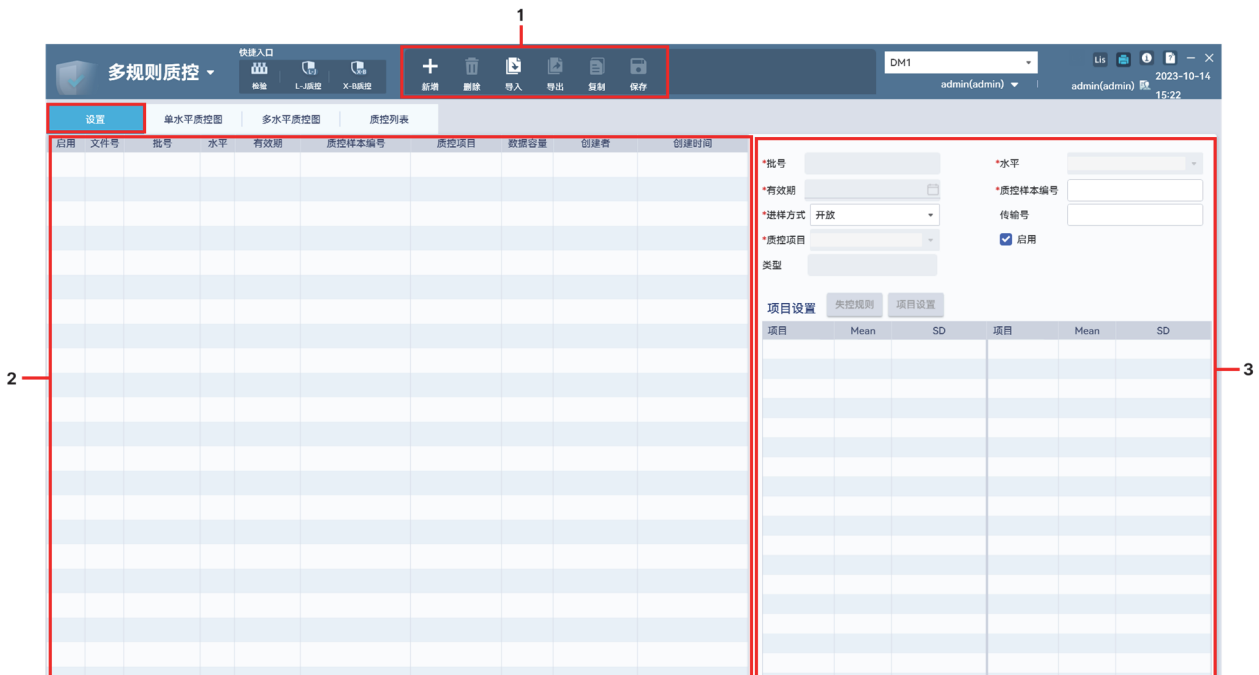 1
快捷入口
多规则质控
检验 L-J质控 X-B质控
新增 删除 导入 导出 复制 保存
DM1
Lis
admin(admin)
admin(admin)
2023-10-14
15:22
设置 单水平质控图 多水平质控图 质控列表
启用 文件号 批号 水平 有效期 质控样本编号 质控项目 数据容量 创建者 创建时间
*批号 *水平
*有效期 *质控样本编号
*进样方式 开放 传输号
*质控项目 启用
类型
项目设置 失控规则 项目设置
项目 Mean SD 项目 Mean SD
2
3